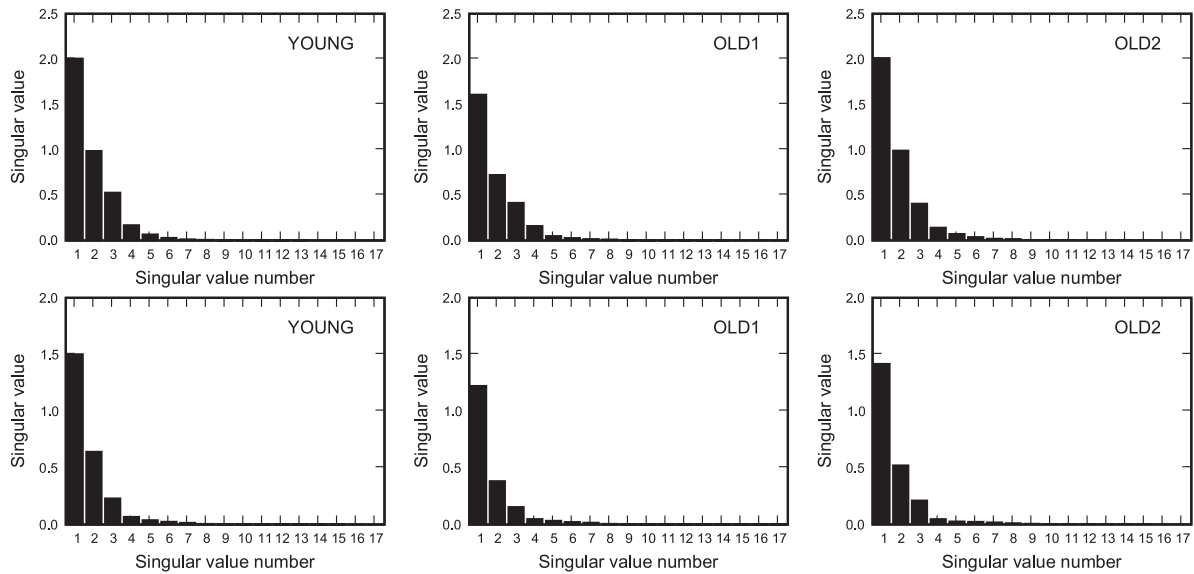 2.5 2.0 1.5 1.0 0.5 0.0
Singular value
YOUNG
1 2 3 4 5 6 7 8 9 10 11 12 13 14 15 16 17
Singular value number
2.5 2.0 1.5 1.0 0.5 0.0
Singular value
OLD1
1 2 3 4 5 6 7 8 9 10 11 12 13 14 15 16 17
Singular value number
2.5 2.0 1.5 1.0 0.5 0.0
Singular value
OLD2
1 2 3 4 5 6 7 8 9 10 11 12 13 14 15 16 17
Singular value number
2.0 1.5 1.0 0.5 0.0
Singular value
YOUNG
1 2 3 4 5 6 7 8 9 10 11 12 13 14 15 16 17
Singular value number
2.0 1.5 1.0 0.5 0.0
Singular value
OLD1
1 2 3 4 5 6 7 8 9 10 11 12 13 14 15 16 17
Singular value number
2.0 1.5 1.0 0.5 0.0
Singular value
OLD2
1 2 3 4 5 6 7 8 9 10 11 12 13 14 15 16 17
Singular value number